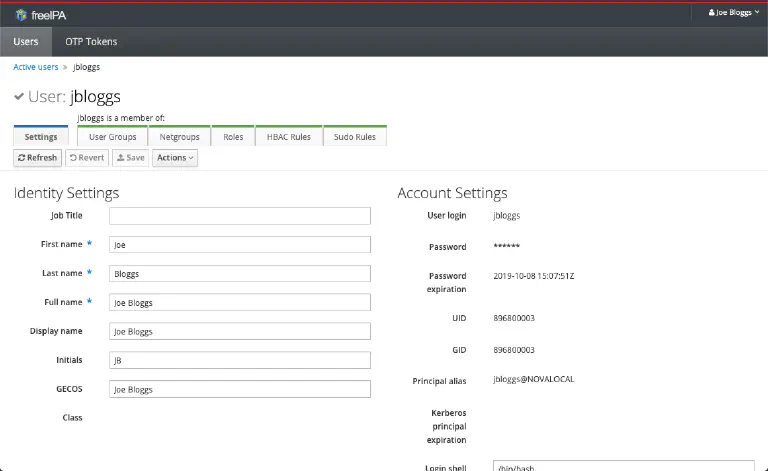 freeIPA
Joe Bloggs
Users OTP Tokens
Active users » jbloggs
User: jbloggs
jbloggs is a member of:
Settings User Groups Netgroups Roles HBAC Rules Sudo Rules
Refresh Revert Save Actions
Identity Settings
Job Title
First name * Joe
Last name * Bloggs
Full name * Joe Bloggs
Display name Joe Bloggs
Initials JB
GECOS Joe Bloggs
Class
Account Settings
User login jbloggs
Password ******
Password expiration 2019-10-08 15:07:51Z
UID 896800003
GID 896800003
Principal alias jbloggs@NOVALOCAL
Kerberos
principal
expiration
Login shell /bin/bash